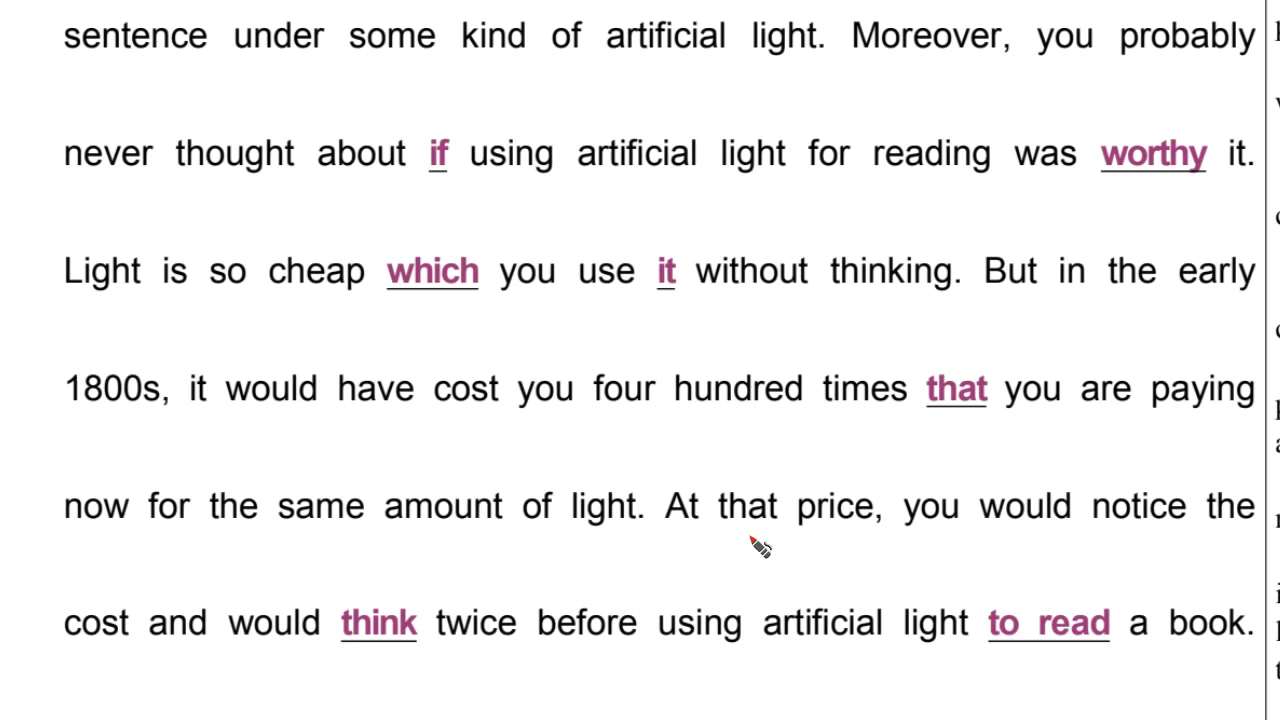 sentence under some kind of artificial light. Moreover, you probably
never thought about if using artificial light for reading was worthy it.
Light is so cheap which you use it without thinking. But in the early
1800s, it would have cost you four hundred times that you are paying
now for the same amount of light. At that price, you would notice the
cost and would think twice before using artificial light to read a book.